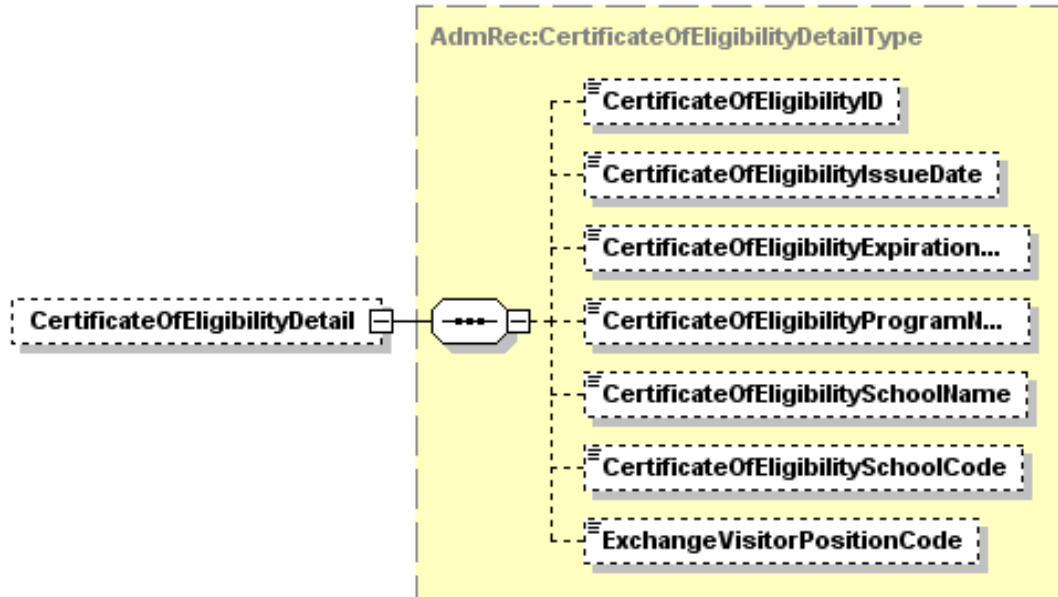 AdmRec:CertificateOfEligibilityDetailType
CertificateOfEligibilityID
CertificateOfEligibilityIssueDate
CertificateOfEligibilityExpiration...
CertificateOfEligibilityDetail
CertificateOfEligibilityProgramN...
CertificateOfEligibilitySchoolName
CertificateOfEligibilitySchoolCode
ExchangeVisitorPositionCode